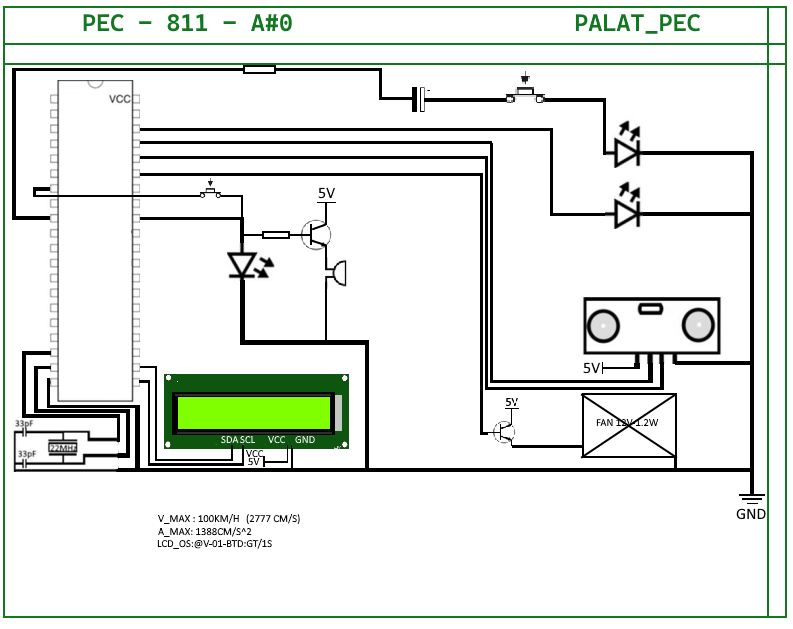 PEC – 811 – A#0
PALAT_PEC
VCC
-
5V
5V
5V
FAN 12V-1.2W
33pF
22MHz
33pF
SDA SCL VCC GND
VCC
5V
GND
V_MAX : 100KM/H (2777 CM/S)
A_MAX: 1388CM/S^2
LCD_OS:@V-01-BTD:GT/1S